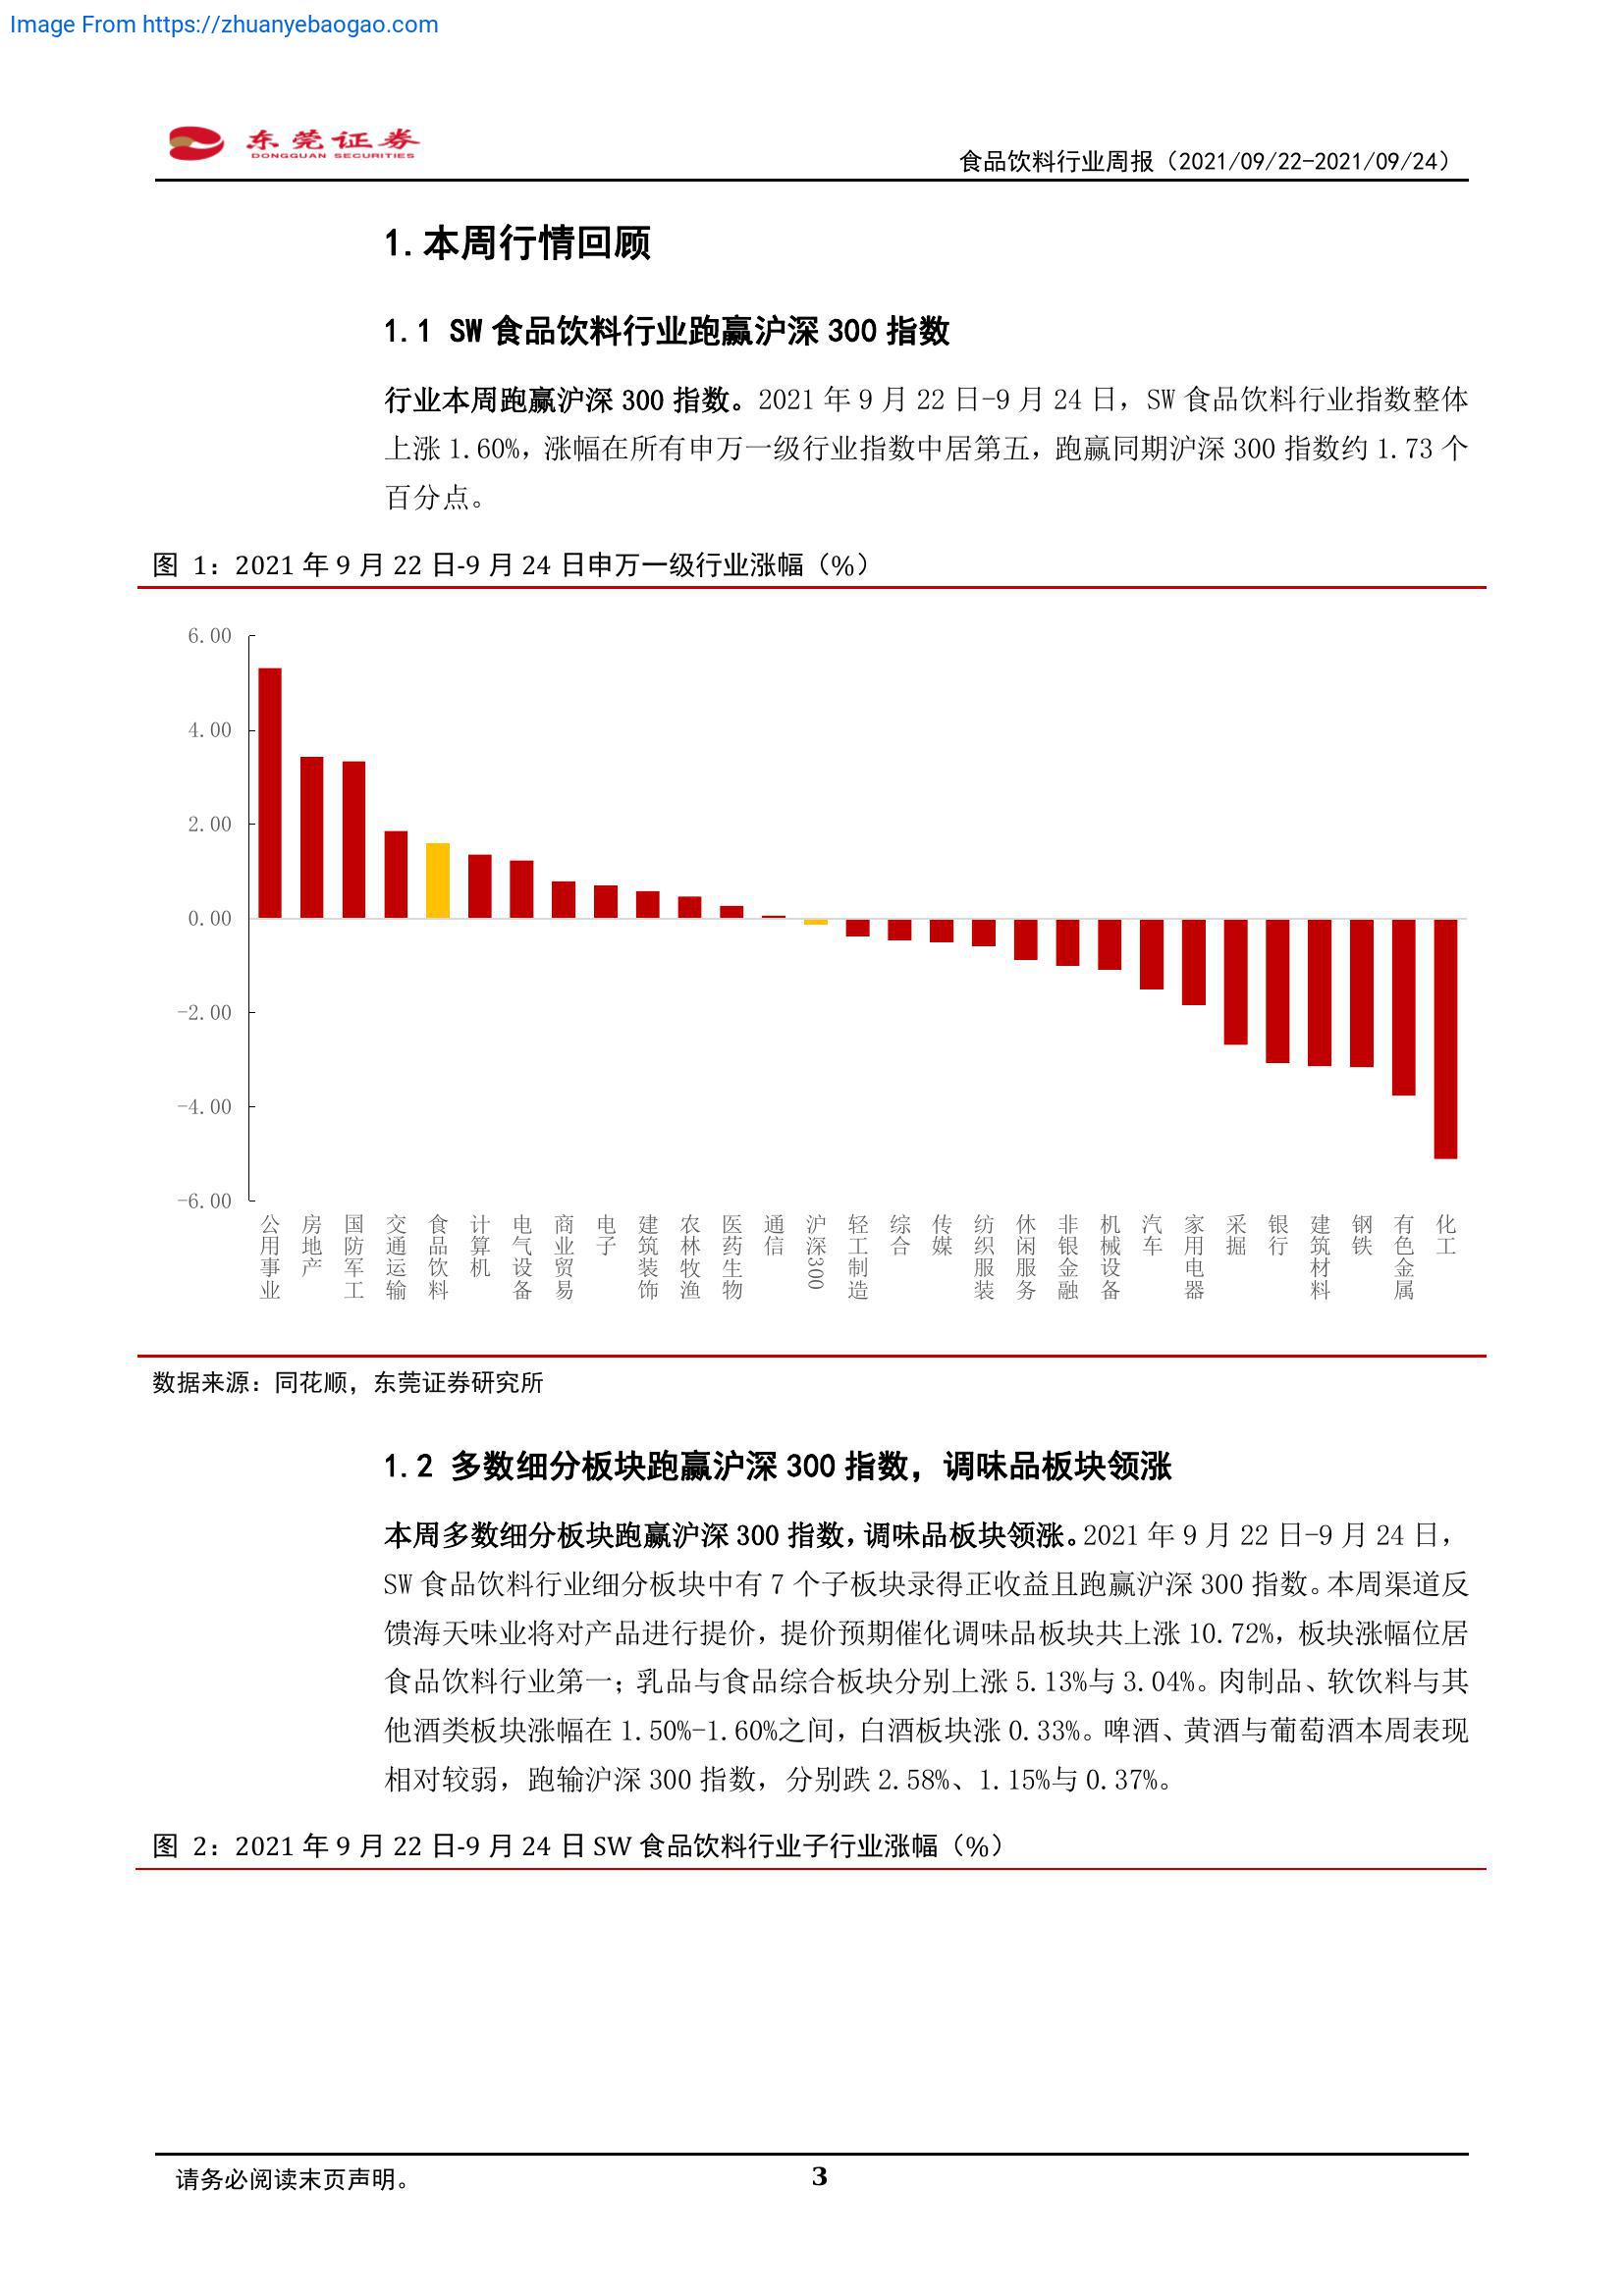 Image From https://zhuanyebaogao.com
东莞证券
DONGGUAN SECURITIES
食品饮料行业周报（2021/09/22-2021/09/24）
1.本周行情回顾
1.1 SW 食品饮料行业跑赢沪深 300 指数
行业本周跑赢沪深 300 指数。2021 年 9 月 22 日-9 月 24 日，SW 食品饮料行业指数整体
上涨 1.60%，涨幅在所有申万一级行业指数中居第五，跑赢同期沪深 300 指数约 1.73 个
百分点。
图 1：2021 年 9 月 22 日-9 月 24 日申万一级行业涨幅（%）
6.00
4.00
2.00
0.00
-2.00
-4.00
-6.00
公用事业
房地产
国防军工
交通运输
食品饮料
计算机
电气设备
商业贸易
电子
建筑装饰
农林牧渔
医药生物
通信
沪深300
轻工制造
综合
传媒
纺织服装
休闲服务
非银金融
机械设备
汽车
家用电器
采掘
银行
建筑材料
钢铁
有色金属
化工
数据来源：同花顺，东莞证券研究所
1.2 多数细分板块跑赢沪深 300 指数，调味品板块领涨
本周多数细分板块跑赢沪深 300 指数，调味品板块领涨。2021 年 9 月 22 日-9 月 24 日，
SW 食品饮料行业细分板块中有 7 个子板块录得正收益且跑赢沪深 300 指数。本周渠道反
馈海天味业将对产品进行提价，提价预期催化调味品板块共上涨 10.72%，板块涨幅位居
食品饮料行业第一；乳品与食品综合板块分别上涨 5.13%与 3.04%。肉制品、软饮料与其
他酒类板块涨幅在 1.50%-1.60%之间，白酒板块涨 0.33%。啤酒、黄酒与葡萄酒本周表现
相对较弱，跑输沪深 300 指数，分别跌 2.58%、1.15%与 0.37%。
图 2：2021 年 9 月 22 日-9 月 24 日 SW 食品饮料行业子行业涨幅（%）
请务必阅读末页声明。
3